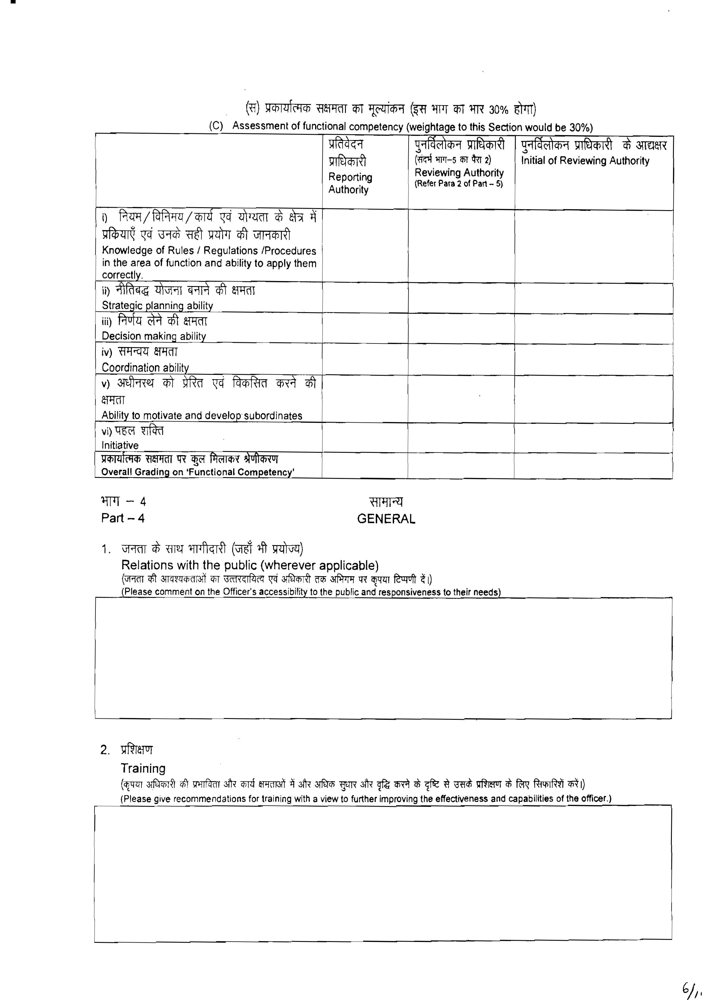 (स) प्रकार्यात्मक सक्षमता का मूल्यांकन (इस भाग का भार 30% होगा)
(C) Assessment of functional competency (weightage to this Section would be 30%)
प्रतिवेदन
प्राधिकारी
Reporting
Authority
पुनर्विलोकन प्राधिकारी
(संदर्भ भाग–5 का पैरा 2)
Reviewing Authority
(Refer Para 2 of Part – 5)
पुनर्विलोकन प्राधिकारी के आद्यक्षर
Initial of Reviewing Authority
i) नियम/विनिमय/कार्य एवं योग्यता के क्षेत्र में
प्रकियाएँ एवं उनके सही प्रयोग की जानकारी
Knowledge of Rules / Regulations /Procedures
in the area of function and ability to apply them
correctly.
ii) नीतिबद्ध योजना बनाने की क्षमता
Strategic planning ability
iii) निर्णय लेने की क्षमता
Decision making ability
iv) समन्वय क्षमता
Coordination ability
v) अधीनस्थ को प्रेरित एवं विकसित करने की
क्षमता
Ability to motivate and develop subordinates
vi) पहल शक्ति
Initiative
प्रकार्यात्मक सक्षमता पर कुल मिलाकर श्रेणीकरण
Overall Grading on ‘Functional Competency’
भाग – 4 सामान्य
Part – 4 GENERAL
1. जनता के साथ भागीदारी (जहाँ भी प्रयोज्य)
Relations with the public (wherever applicable)
(जनता की आवश्यकताओं का उत्तरदायित्व एवं अधिकारी तक अभिगम पर कृपया टिप्पणी दें।)
(Please comment on the Officer's accessibility to the public and responsiveness to their needs)
2. प्रशिक्षण
Training
(कृपया अधिकारी की प्रभाविता और कार्य क्षमताओं में और अधिक सुधार और वृद्धि करने के दृष्टि से उसके प्रशिक्षण के लिए सिफारिशें करें।)
(Please give recommendations for training with a view to further improving the effectiveness and capabilities of the officer.)